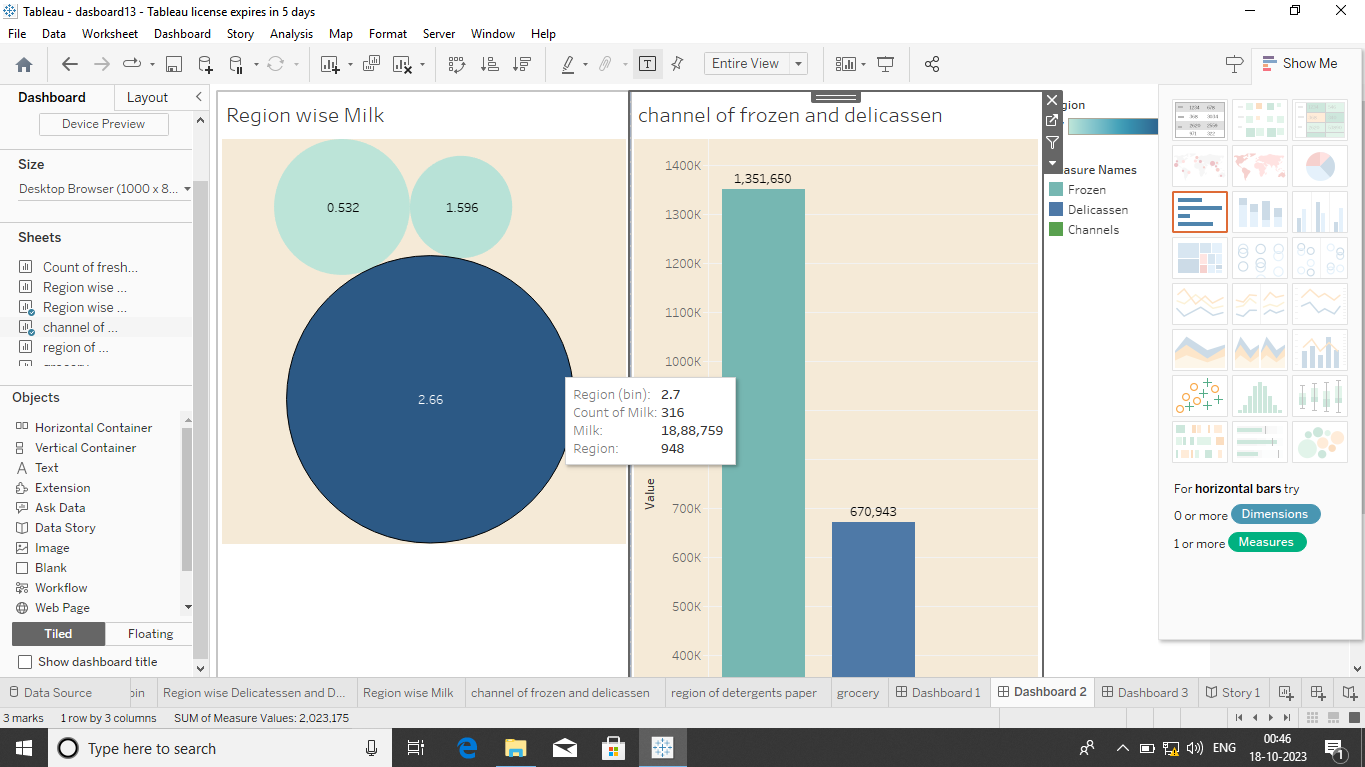 Tableau - dasboard13 - Tableau license expires in 5 days
File Data Worksheet Dashboard Story Analysis Map Format Server Window Help
Entire View
Show Me
Dashboard Layout
Device Preview
Size
Desktop Browser (1000 x 8...
Sheets
Count of fresh...
Region wise ...
Region wise ...
channel of ...
region of ...
Objects
Horizontal Container
Vertical Container
Text
Extension
Ask Data
Data Story
Image
Blank
Workflow
Web Page
Tiled Floating
Show dashboard title
Region wise Milk
0.532
1.596
2.66
Region (bin): 2.7
Count of Milk: 316
Milk: 18,88,759
Region: 948
channel of frozen and delicassen
1400K
1300K
1200K
1100K
1000K
700K
600K
500K
400K
Value
1,351,650
670,943
gion
asure Names
Frozen
Delicassen
Channels
For horizontal bars try
0 or more Dimensions
1 or more Measures
Data Source bin Region wise Delicatessen and D... Region wise Milk channel of frozen and delicassen region of detergents paper grocery Dashboard 1 Dashboard 2 Dashboard 3 Story 1
3 marks 1 row by 3 columns SUM of Measure Values: 2,023,175
Type here to search
ENG
00:46
18-10-2023
1